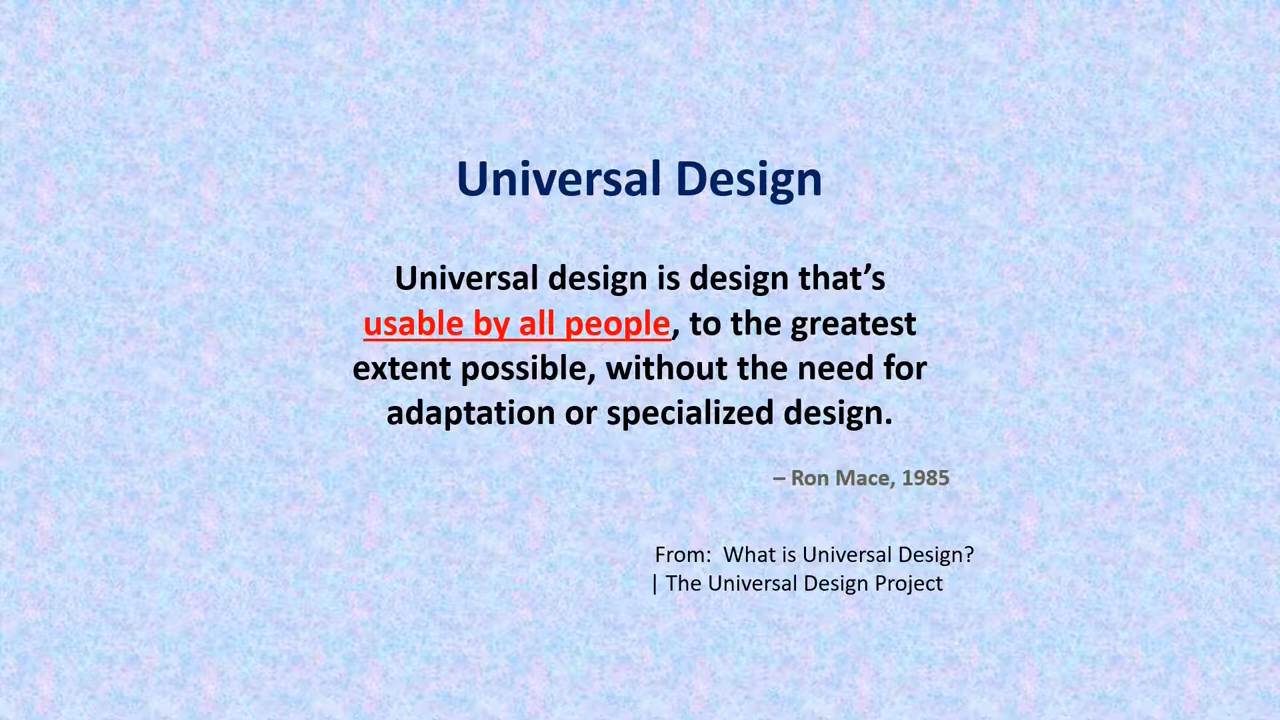 Universal Design
Universal design is design that’s
usable by all people, to the greatest
extent possible, without the need for
adaptation or specialized design.
– Ron Mace, 1985
From:  What is Universal Design?
| The Universal Design Project